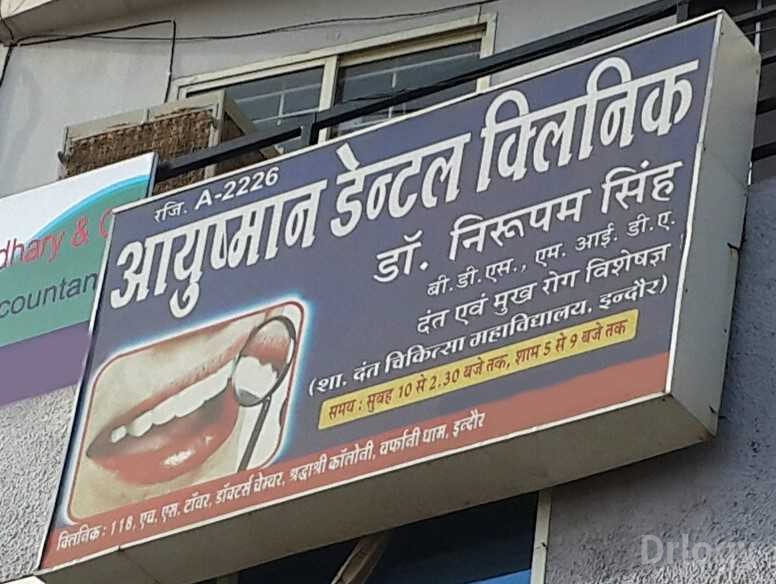 dhary & C
countan
रजि. A-2226
आयुष्मान डेन्टल क्लिनिक
डॉ. निरूपम सिंह
बी.डी.एस., एम. आई. डी. ए.
दंत एवं मुख रोग विशेषज्ञ
(शा. दंत चिकित्सा महाविद्यालय, इन्दौर)
समय : सुबह 10 से 2.30 बजे तक, शाम 5 से 9 बजे तक
क्लिनिक : 118, एच. एस. टॉवर, डॉक्टर्स चेम्बर, श्रद्धाश्री कॉलोनी, बर्फानी धाम, इन्दौर
Drlogy